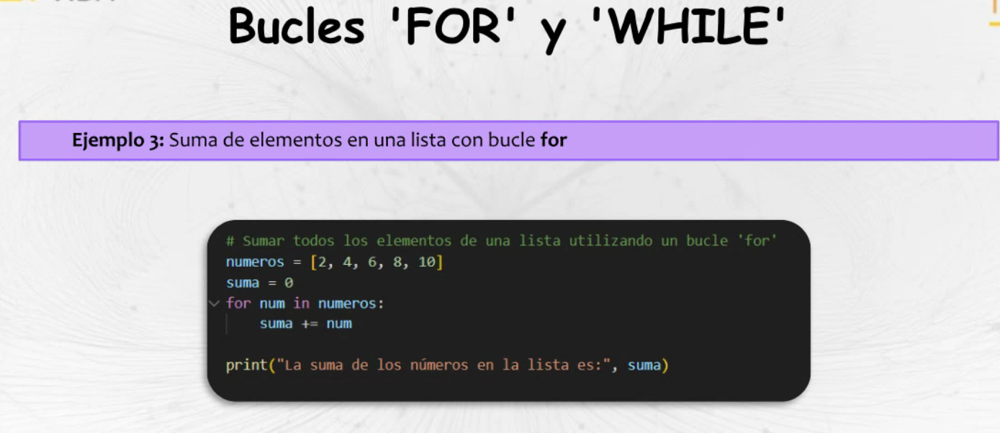 Bucles 'FOR' y 'WHILE'
Ejemplo 3: Suma de elementos en una lista con bucle for
# Sumar todos los elementos de una lista utilizando un bucle 'for'
numeros = [2, 4, 6, 8, 10]
suma = 0
for num in numeros:
    suma += num
print("La suma de los números en la lista es:", suma)